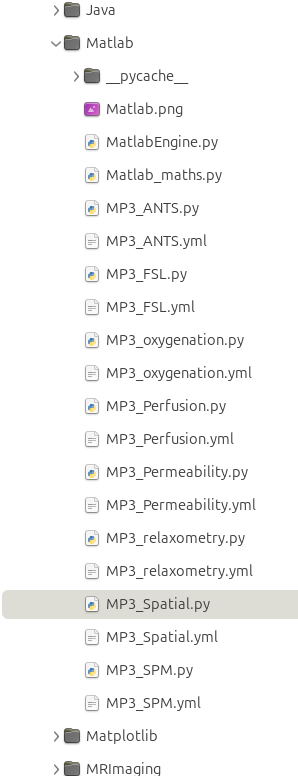 Java
Matlab
__pycache__
Matlab.png
MatlabEngine.py
Matlab_maths.py
MP3_ANTS.py
MP3_ANTS.yml
MP3_FSL.py
MP3_FSL.yml
MP3_oxygenation.py
MP3_oxygenation.yml
MP3_Perfusion.py
MP3_Perfusion.yml
MP3_Permeability.py
MP3_Permeability.yml
MP3_relaxometry.py
MP3_relaxometry.yml
MP3_Spatial.py
MP3_Spatial.yml
MP3_SPM.py
MP3_SPM.yml
Matplotlib
MRImaging